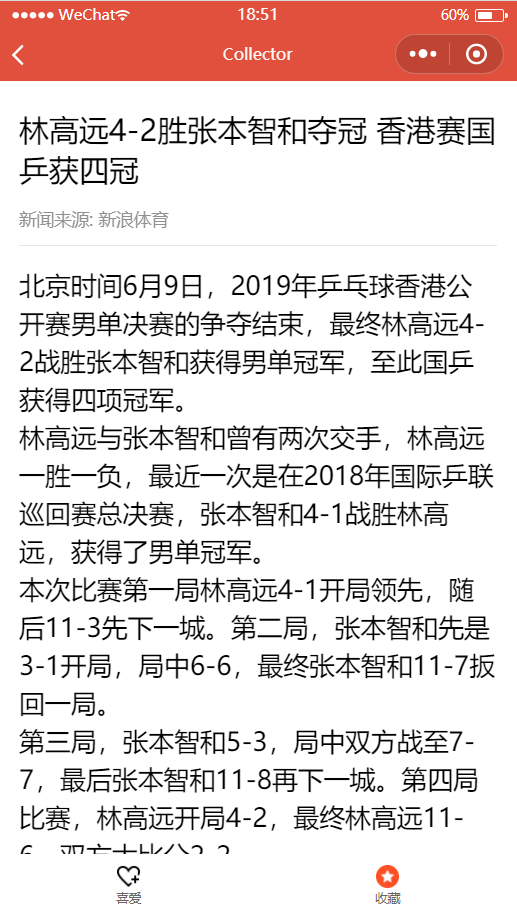 WeChat
18:51
60%
Collector
林高远4-2胜张本智和夺冠 香港赛国
乒获四冠
新闻来源: 新浪体育
北京时间6月9日，2019年乒乓球香港公
开赛男单决赛的争夺结束，最终林高远4-
2战胜张本智和获得男单冠军，至此国乒
获得四项冠军。
林高远与张本智和曾有两次交手，林高远
一胜一负，最近一次是在2018年国际乒联
巡回赛总决赛，张本智和4-1战胜林高
远，获得了男单冠军。
本次比赛第一局林高远4-1开局领先，随
后11-3先下一城。第二局，张本智和先是
3-1开局，局中6-6，最终张本智和11-7扳
回一局。
第三局，张本智和5-3，局中双方战至7-
7，最后张本智和11-8再下一城。第四局
比赛，林高远开局4-2，最终林高远11-
6，双方大比分2-2
喜爱
收藏